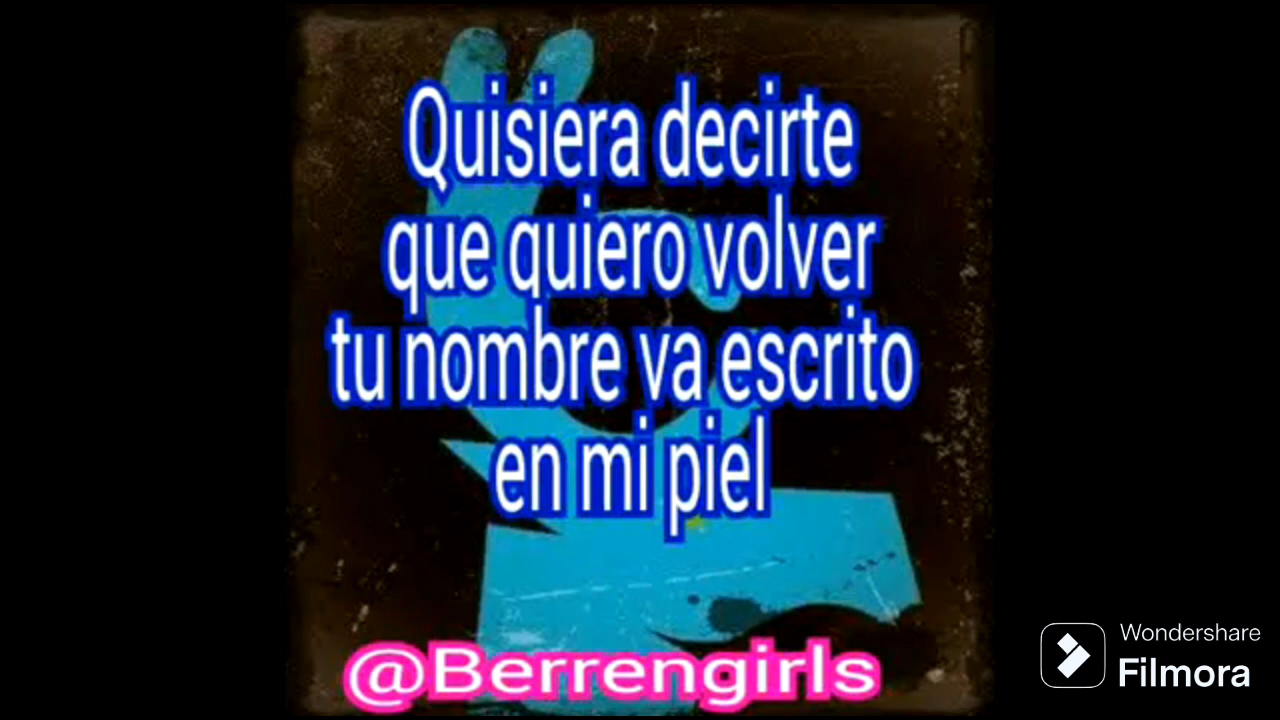 Quisiera decirte
que quiero volver
tu nombre va escrito
en mi piel
@Berrengirls
Wondershare
Filmora